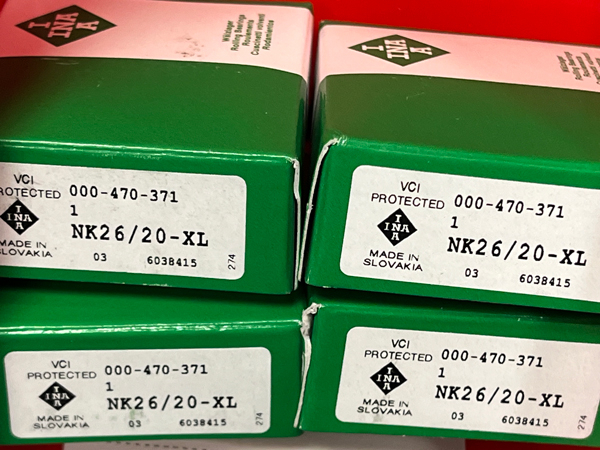 I
INA
A
Wälzlager
Rolling Bearings
Roulements
Cuscinetti volventi
Rodamientos
I
INA
A
VCI
PROTECTED 000-470-371
1
I
INA
A
NK26/20-XL
MADE IN
SLOVAKIA
03 6038415
274
VCI
PROTECTED 000-470-371
1
I
INA
A
NK26/20-XL
MADE IN
SLOVAKIA
03 6038415
VCI
PROTECTED 000-470-371
1
I
INA
A
NK26/20-XL
MADE IN
SLOVAKIA
03 6038415
274
VCI
PROTECTED 000-470-371
1
I
INA
A
NK26/20-XL
MADE IN
SLOVAKIA
03 6038415
274